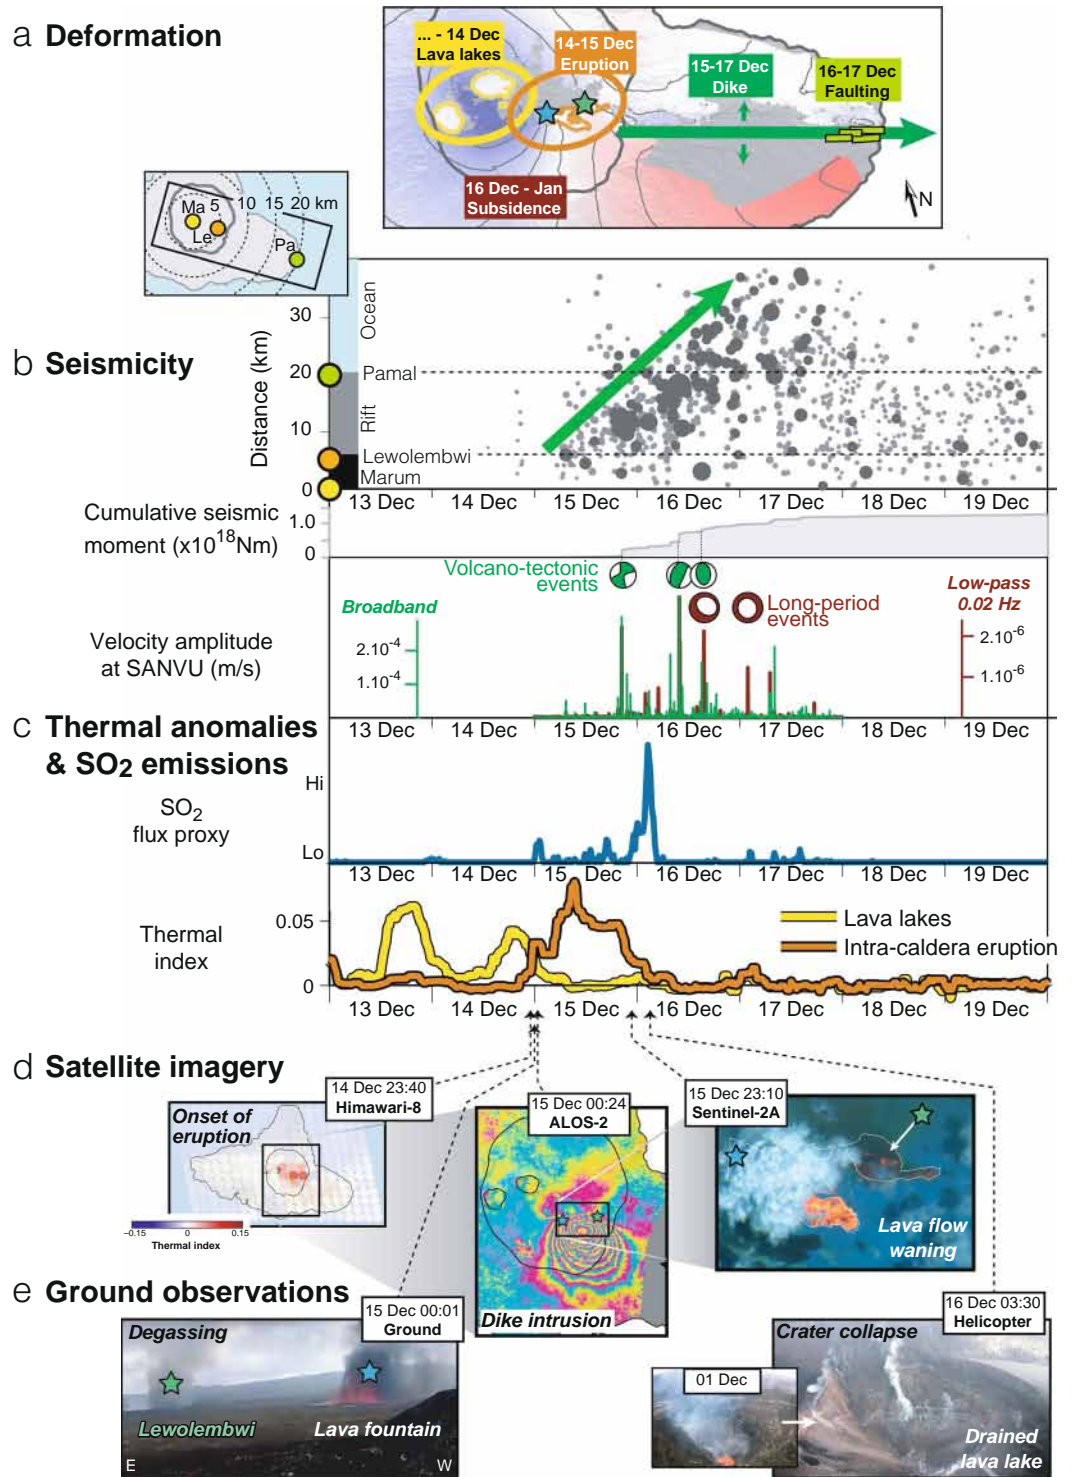 a Deformation
... - 14 Dec
Lava lakes
14-15 Dec
Eruption
15-17 Dec
Dike
16-17 Dec
Faulting
16 Dec - Jan
Subsidence
N
Ma 5 10 15 20 km
Le
Pa
b Seismicity
Distance (km)
30
20
10
0
Ocean
Rift
Pamal
Lewolembwi
Marum
13 Dec 14 Dec 15 Dec 16 Dec 17 Dec 18 Dec 19 Dec
Cumulative seismic
moment (x10^18Nm)
1.0
0
Volcano-tectonic
events
Long-period
events
Broadband
Low-pass
0.02 Hz
Velocity amplitude
at SANVU (m/s)
2.10^-4
1.10^-4
2.10^-6
1.10^-6
13 Dec 14 Dec 15 Dec 16 Dec 17 Dec 18 Dec 19 Dec
c Thermal anomalies
& SO2 emissions
SO2
flux proxy
Hi
Lo
13 Dec 14 Dec 15 Dec 16 Dec 17 Dec 18 Dec 19 Dec
Thermal
index
0.05
0
Lava lakes
Intra-caldera eruption
13 Dec 14 Dec 15 Dec 16 Dec 17 Dec 18 Dec 19 Dec
d Satellite imagery
14 Dec 23:40
Himawari-8
Onset of
eruption
-0.15 0 0.15
Thermal index
15 Dec 00:24
ALOS-2
Dike intrusion
15 Dec 23:10
Sentinel-2A
Lava flow
waning
e Ground observations
15 Dec 00:01
Ground
Degassing
Lewolembwi
Lava fountain
E W
16 Dec 03:30
Helicopter
Crater collapse
01 Dec
Drained
lava lake